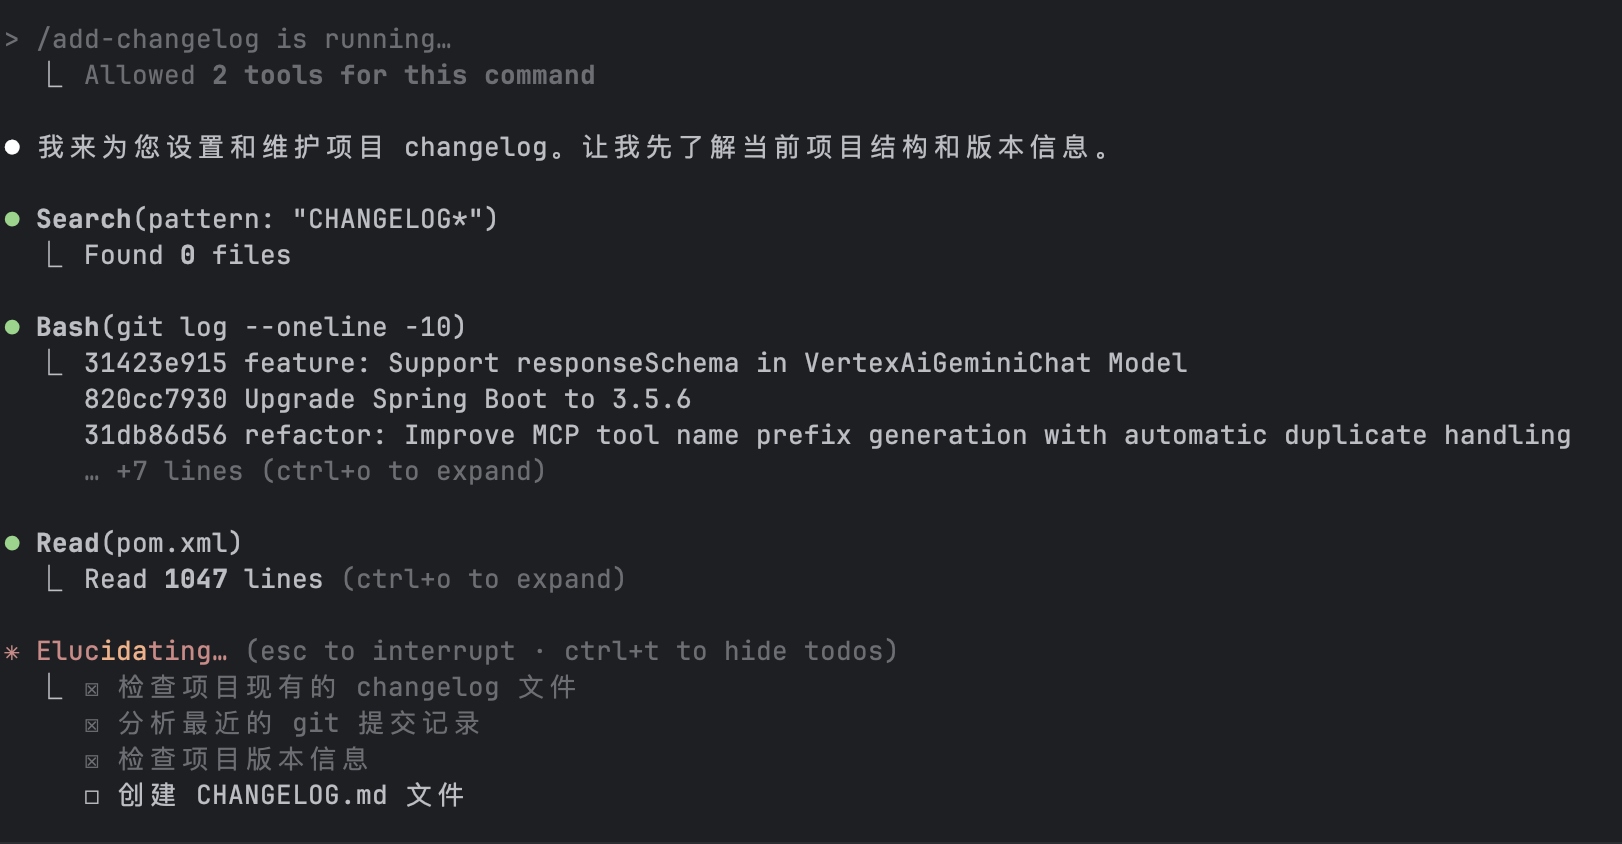 > /add-changelog is running…
⎿ Allowed 2 tools for this command
● 我来为您设置和维护项目 changelog。让我先了解当前项目结构和版本信息。
● Search(pattern: "CHANGELOG*")
⎿ Found 0 files
● Bash(git log --oneline -10)
⎿ 31423e915 feature: Support responseSchema in VertexAiGeminiChat Model
820cc7930 Upgrade Spring Boot to 3.5.6
31db86d56 refactor: Improve MCP tool name prefix generation with automatic duplicate handling
… +7 lines (ctrl+o to expand)
● Read(pom.xml)
⎿ Read 1047 lines (ctrl+o to expand)
✳ Elucidating… (esc to interrupt · ctrl+t to hide todos)
⎿ ☒ 检查项目现有的 changelog 文件
☒ 分析最近的 git 提交记录
☒ 检查项目版本信息
☐ 创建 CHANGELOG.md 文件